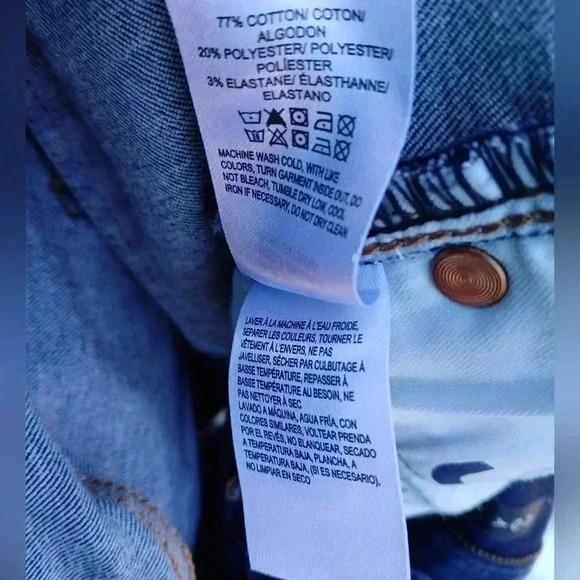 77% COTTON/ COTON/
ALGODON
20% POLYESTER/ POLYESTER/
POLIÉSTER
3% ELASTANE/ ÉLASTHANNE/
ELASTANO
MACHINE WASH COLD, WITH LIKE
COLORS, TURN GARMENT INSIDE OUT, DO
NOT BLEACH, TUMBLE DRY LOW, COOL
IRON IF NECESSARY, DO NOT DRY CLEAN
LAVER À LA MACHINE À L'EAU FROIDE,
SEPARER LES COULEURS, TOURNER LE
VÊTEMENT À L'ENVERS, NE PAS
JAVELLISER, SÉCHER PAR CULBUTAGE À
BASSE TEMPÉRATURE, REPASSER À
BASSE TEMPÉRATURE AU BESOIN, NE
PAS NETTOYER À SEC
LAVADO A MÁQUINA, AGUA FRÍA, CON
COLORES SIMILARES, VOLTEAR PRENDA
POR EL REVÉS, NO BLANQUEAR, SECADO
A TEMPERATURA BAJA, PLANCHA, A
TEMPERATURA BAJA, (SI ES NECESARIO),
NO LIMPIAR EN SECO